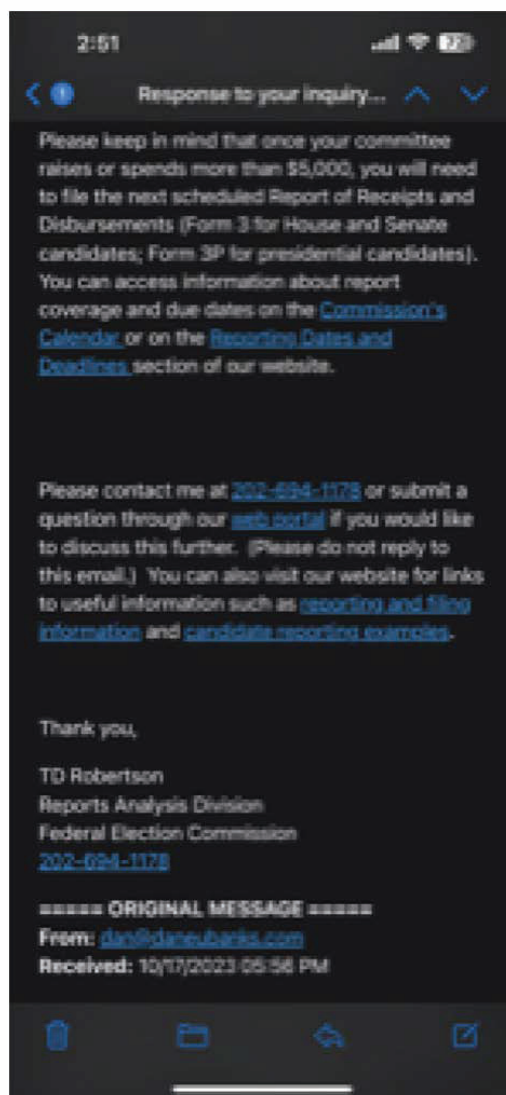 2:51
72
1
Response to your inquiry...
Please keep in mind that once your committee
raises or spends more than $5,000, you will need
to file the next scheduled Report of Receipts and
Disbursements (Form 3 for House and Senate
candidates; Form 3P for presidential candidates).
You can access information about report
coverage and due dates on the Commission's
Calendar or on the Reporting Dates and
Deadlines section of our website.
Please contact me at 202-694-1178 or submit a
question through our web portal if you would like
to discuss this further. (Please do not reply to
this email.) You can also visit our website for links
to useful information such as reporting and filing
information and candidate reporting examples.
Thank you,
TD Robertson
Reports Analysis Division
Federal Election Commission
202-694-1178
===== ORIGINAL MESSAGE =====
From: dan@daneubanks.com
Received: 10/17/2023 05:56 PM